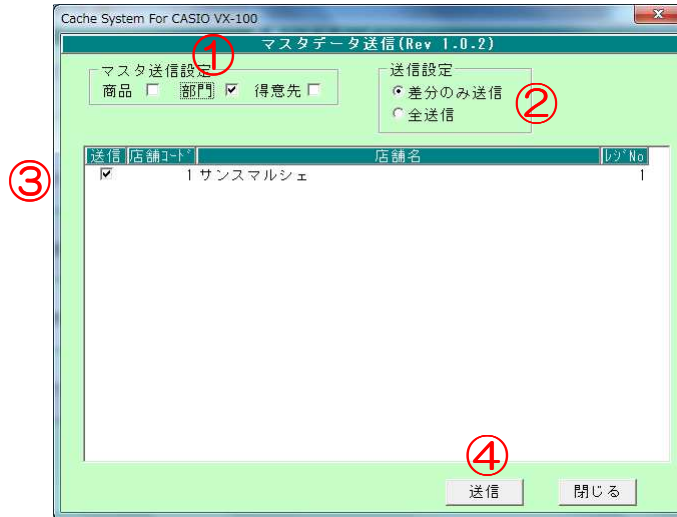 Cache System For CASIO VX-100
マスタデータ送信(Rev 1.0.2)
①
マスタ送信設定
商品 部門 得意先
送信設定
差分のみ送信
全送信
②
③
送信 店舗ｺｰﾄﾞ 店舗名 ﾚｼﾞNo
1 サンスマルシェ 1
④
送信 閉じる